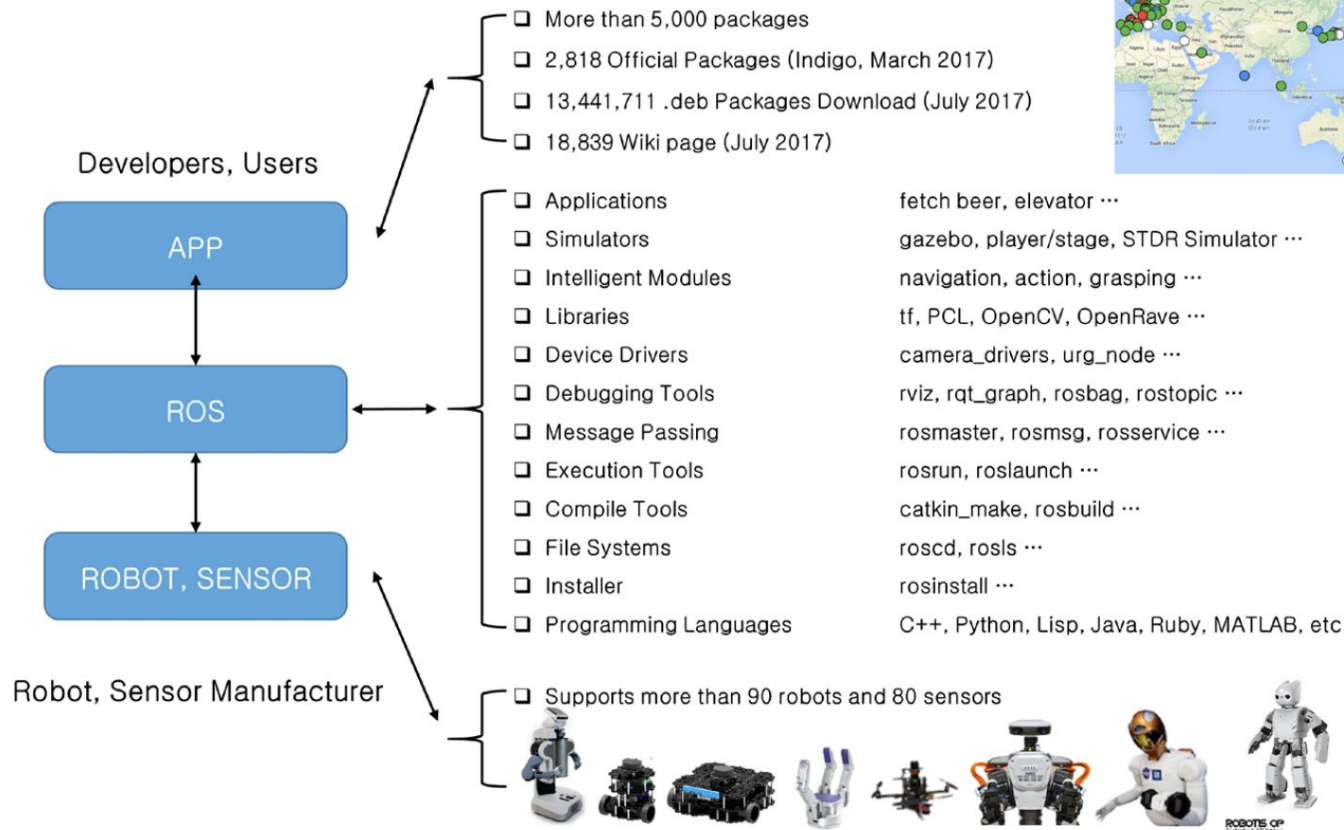 More than 5,000 packages
2,818 Official Packages (Indigo, March 2017)
13,441,711 .deb Packages Download (July 2017)
18,839 Wiki page (July 2017)
Developers, Users
APP
ROS
ROBOT, SENSOR
Robot, Sensor Manufacturer
Applications fetch beer, elevator ⋯
Simulators gazebo, player/stage, STDR Simulator ⋯
Intelligent Modules navigation, action, grasping ⋯
Libraries tf, PCL, OpenCV, OpenRave ⋯
Device Drivers camera_drivers, urg_node ⋯
Debugging Tools rviz, rqt_graph, rosbag, rostopic ⋯
Message Passing rosmaster, rosmsg, rosservice ⋯
Execution Tools rosrun, roslaunch ⋯
Compile Tools catkin_make, rosbuild ⋯
File Systems roscd, rosls ⋯
Installer rosinstall ⋯
Programming Languages C++, Python, Lisp, Java, Ruby, MATLAB, etc
Supports more than 90 robots and 80 sensors
ROBOTIS OP